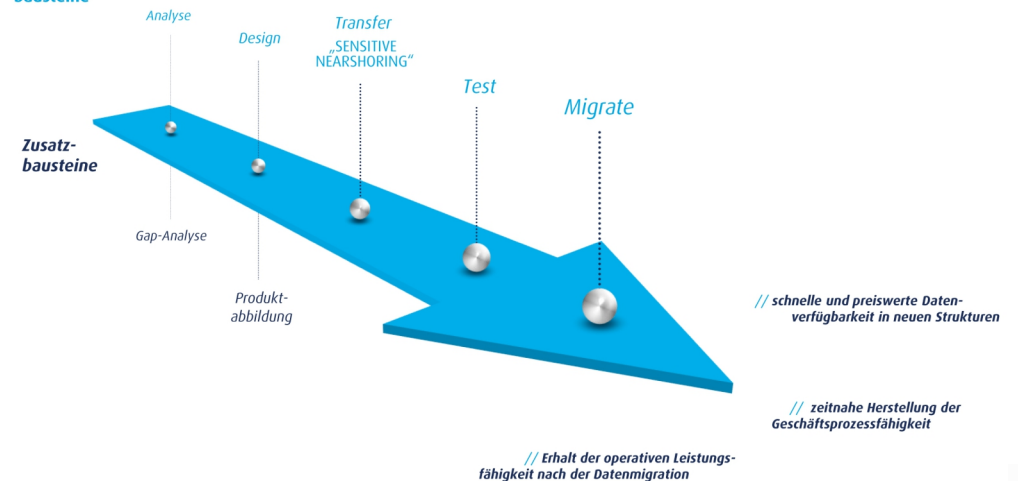 bausteine
Analyse
Design
Transfer
„SENSITIVE
NEARSHORING“
Test
Migrate
Zusatz-
bausteine
Gap-Analyse
Produkt-
abbildung
// schnelle und preiswerte Daten-
verfügbarkeit in neuen Strukturen
// zeitnahe Herstellung der
Geschäftsprozessfähigkeit
// Erhalt der operativen Leistungs-
fähigkeit nach der Datenmigration